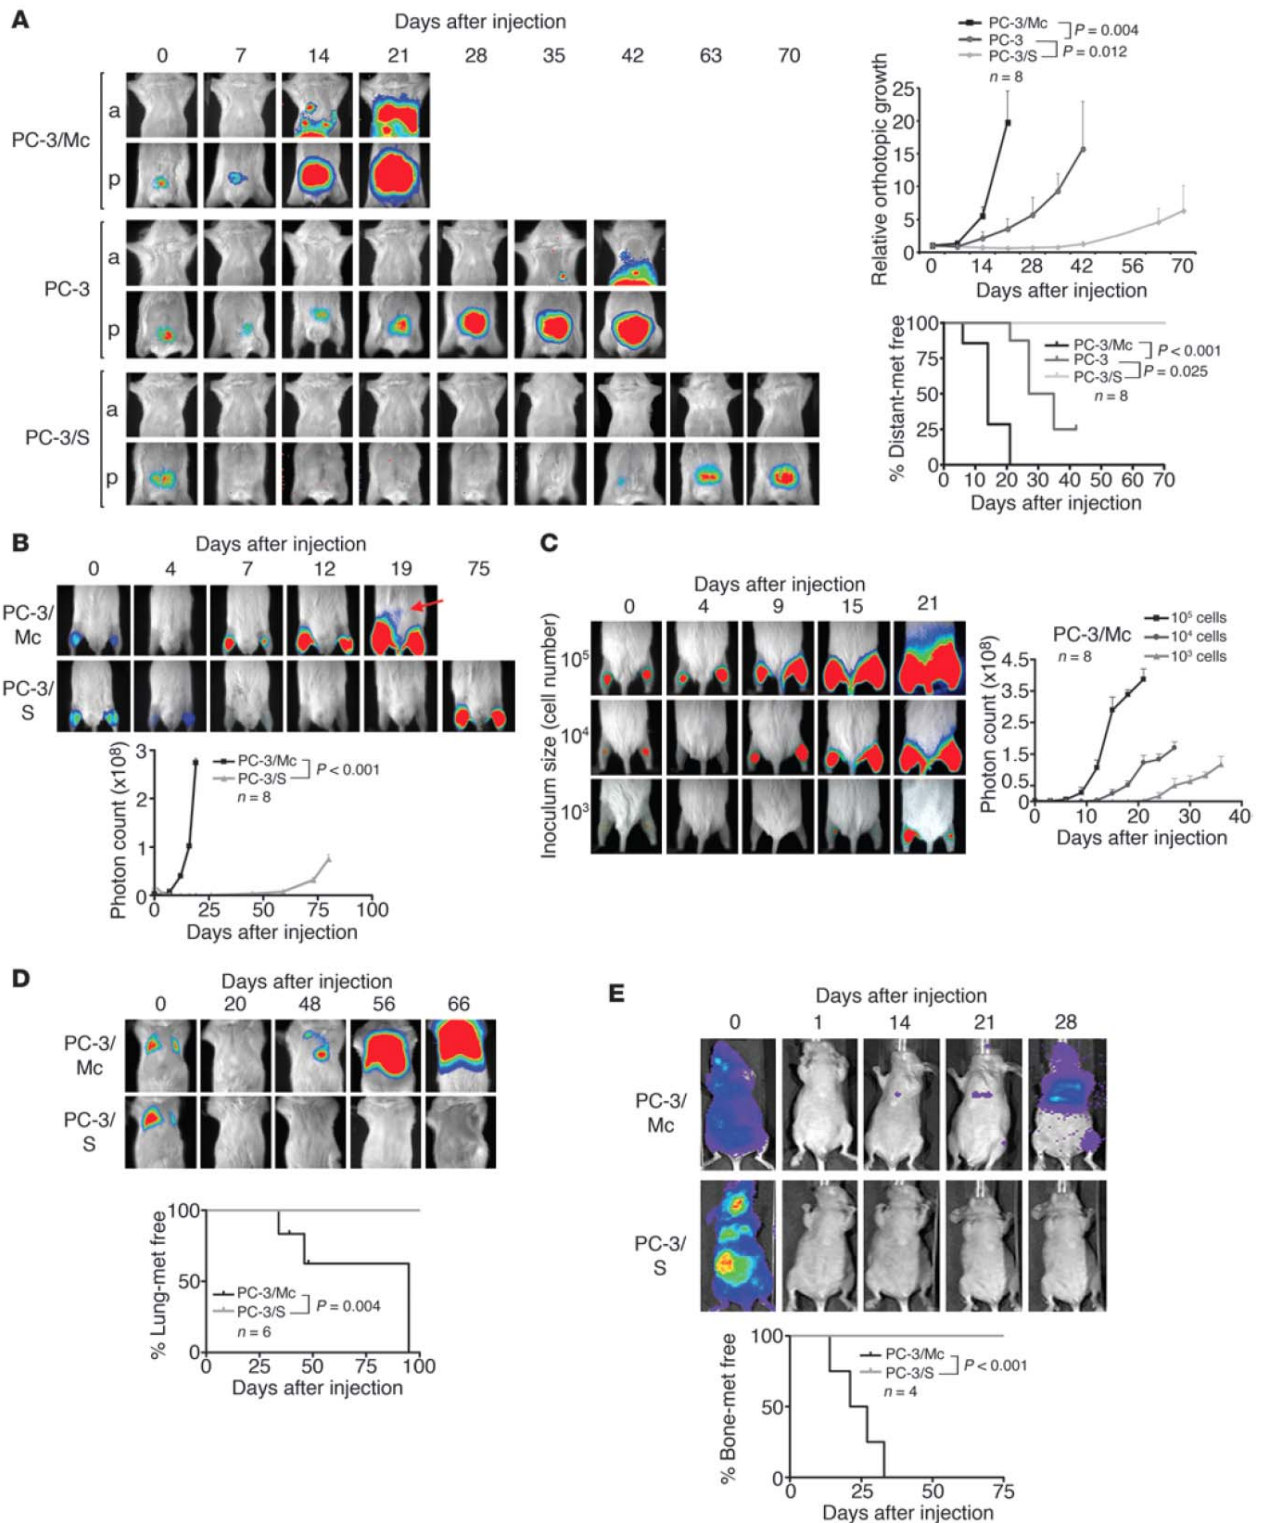 A
Days after injection
0 7 14 21 28 35 42 63 70
PC-3/Mc
a
p
PC-3
a
p
PC-3/S
a
p
PC-3/Mc
PC-3
PC-3/S
P = 0.004
P = 0.012
n = 8
Relative orthotopic growth
25
20
15
10
5
0
0 14 28 42 56 70
Days after injection
% Distant-met free
100
75
50
25
0
PC-3/Mc
PC-3
PC-3/S
P < 0.001
P = 0.025
n = 8
0 10 20 30 40 50 60 70
Days after injection
B
Days after injection
0 4 7 12 19 75
PC-3/
Mc
PC-3/
S
Photon count (x10⁸)
3
2
1
0
PC-3/Mc
PC-3/S
P < 0.001
n = 8
0 25 50 75 100
Days after injection
C
Days after injection
0 4 9 15 21
Inoculum size (cell number)
10⁵
10⁴
10³
PC-3/Mc
n = 8
10⁵ cells
10⁴ cells
10³ cells
Photon count (x10⁸)
4.5
3.5
2.5
1.5
0.5
0
0 10 20 30 40
Days after injection
D
Days after injection
0 20 48 56 66
PC-3/
Mc
PC-3/
S
% Lung-met free
100
50
0
PC-3/Mc
PC-3/S
P = 0.004
n = 6
0 25 50 75 100
Days after injection
E
Days after injection
0 1 14 21 28
PC-3/
Mc
PC-3/
S
% Bone-met free
100
50
0
PC-3/Mc
PC-3/S
P < 0.001
n = 4
0 25 50 75
Days after injection